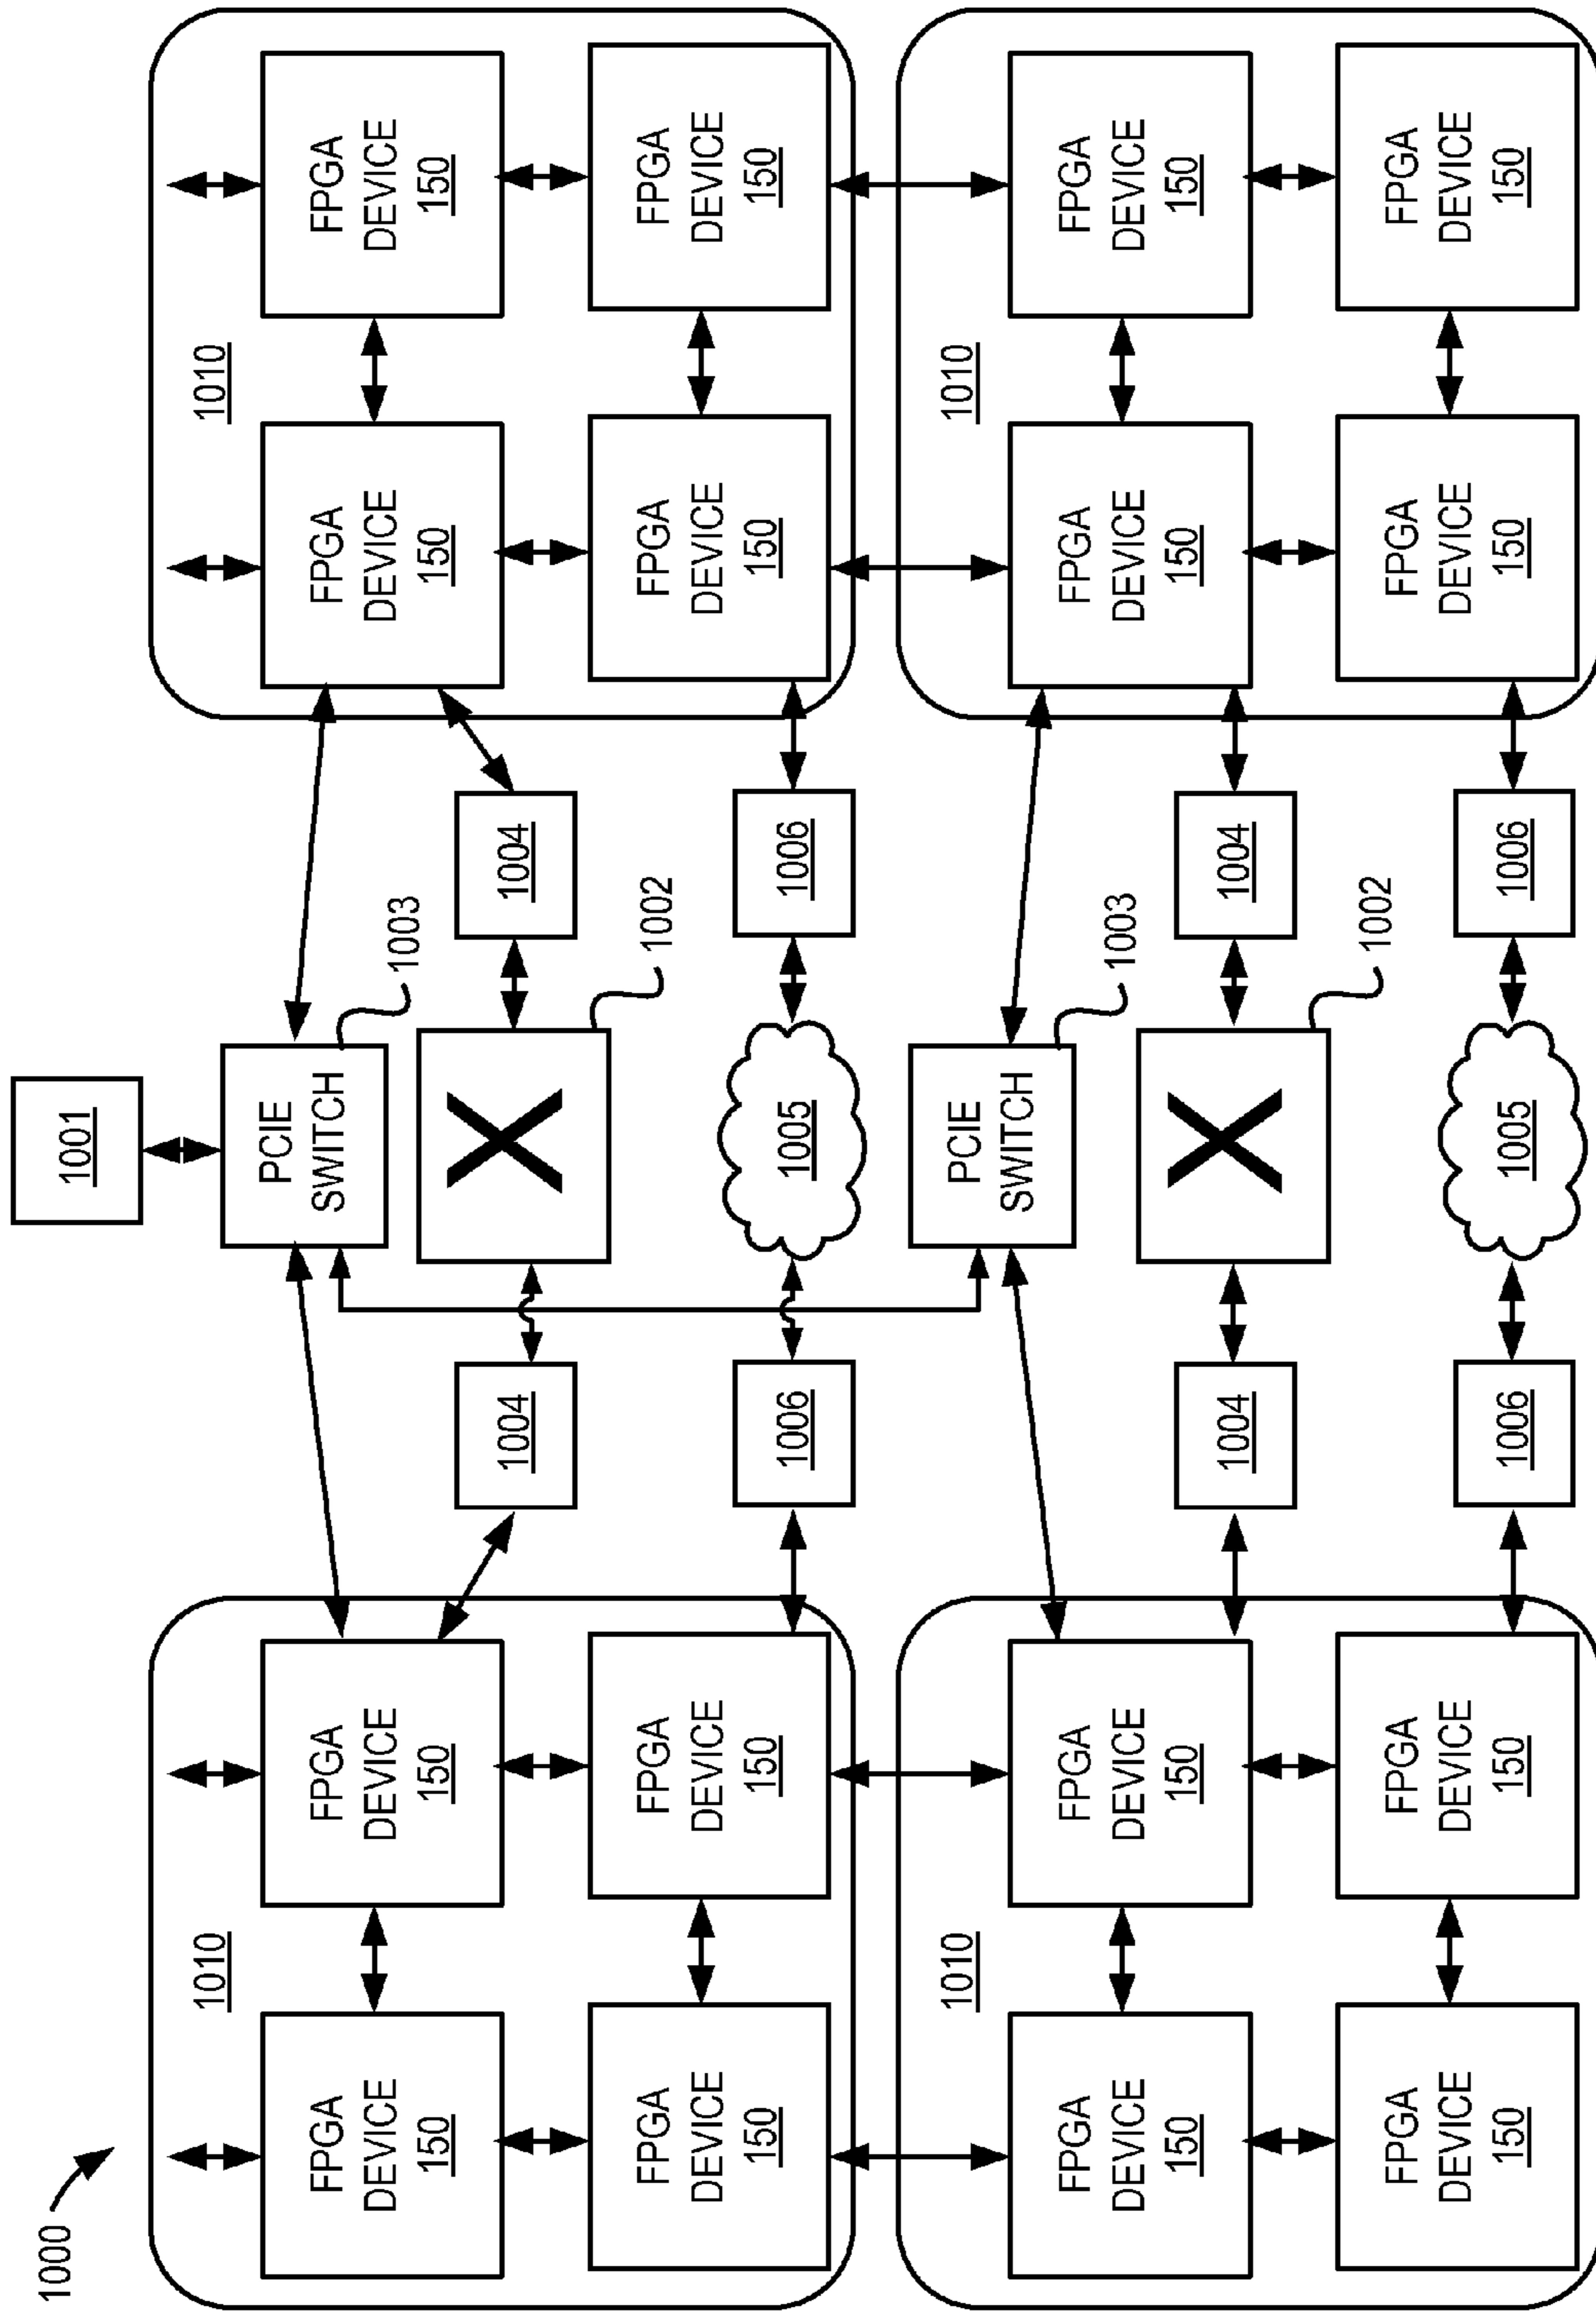 1000
1001
1010
FPGA
DEVICE
150
FPGA
DEVICE
150
FPGA
DEVICE
150
FPGA
DEVICE
150
PCIE
SWITCH
1003
1004
X
1004
1002
1006
1005
1006
1010
FPGA
DEVICE
150
FPGA
DEVICE
150
FPGA
DEVICE
150
FPGA
DEVICE
150
1010
FPGA
DEVICE
150
FPGA
DEVICE
150
FPGA
DEVICE
150
FPGA
DEVICE
150
PCIE
SWITCH
1003
1004
X
1004
1002
1006
1005
1006
1010
FPGA
DEVICE
150
FPGA
DEVICE
150
FPGA
DEVICE
150
FPGA
DEVICE
150